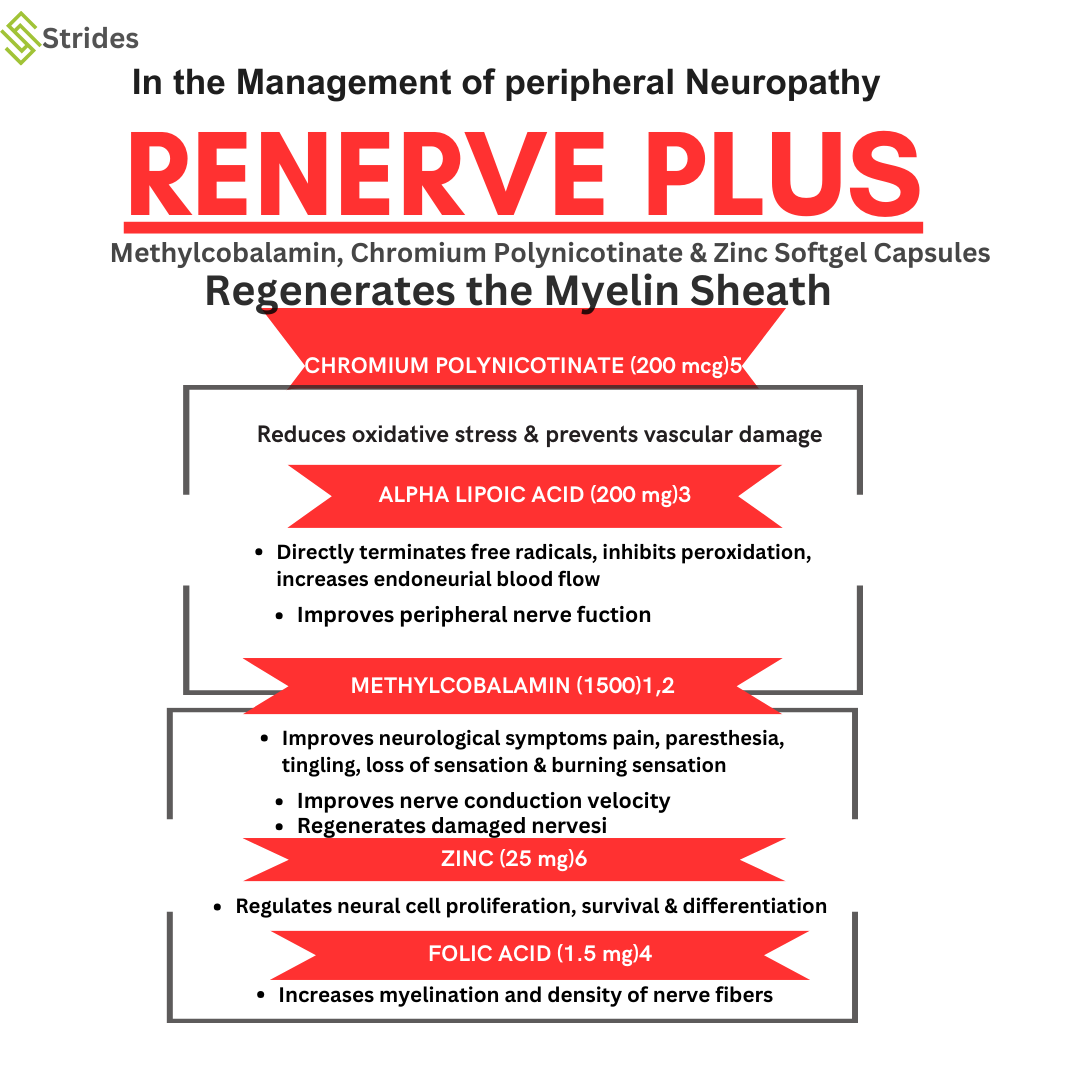 Strides
In the Management of peripheral Neuropathy
RENERVE PLUS
Methylcobalamin, Chromium Polynicotinate & Zinc Softgel Capsules
Regenerates the Myelin Sheath
CHROMIUM POLYNICOTINATE (200 mcg)5
Reduces oxidative stress & prevents vascular damage
ALPHA LIPOIC ACID (200 mg)3
• Directly terminates free radicals, inhibits peroxidation,
increases endoneurial blood flow
• Improves peripheral nerve fuction
METHYLCOBALAMIN (1500)1,2
• Improves neurological symptoms pain, paresthesia,
tingling, loss of sensation & burning sensation
• Improves nerve conduction velocity
• Regenerates damaged nervesi
ZINC (25 mg)6
• Regulates neural cell proliferation, survival & differentiation
FOLIC ACID (1.5 mg)4
• Increases myelination and density of nerve fibers